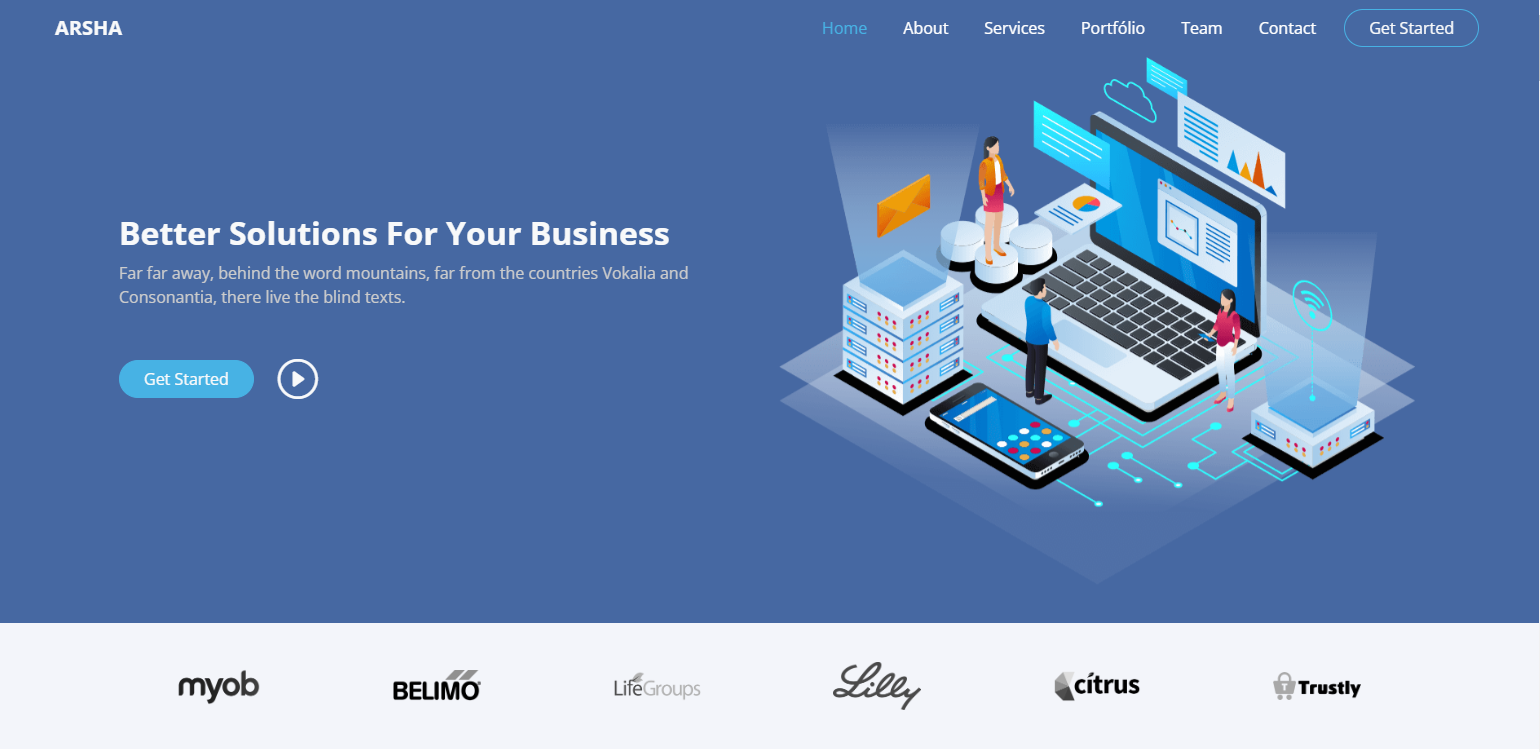 ARSHA
Home About Services Portfólio Team Contact Get Started
Better Solutions For Your Business
Far far away, behind the word mountains, far from the countries Vokalia and
Consonantia, there live the blind texts.
Get Started
myob BELIMO LifeGroups Lilly cítrus Trustly